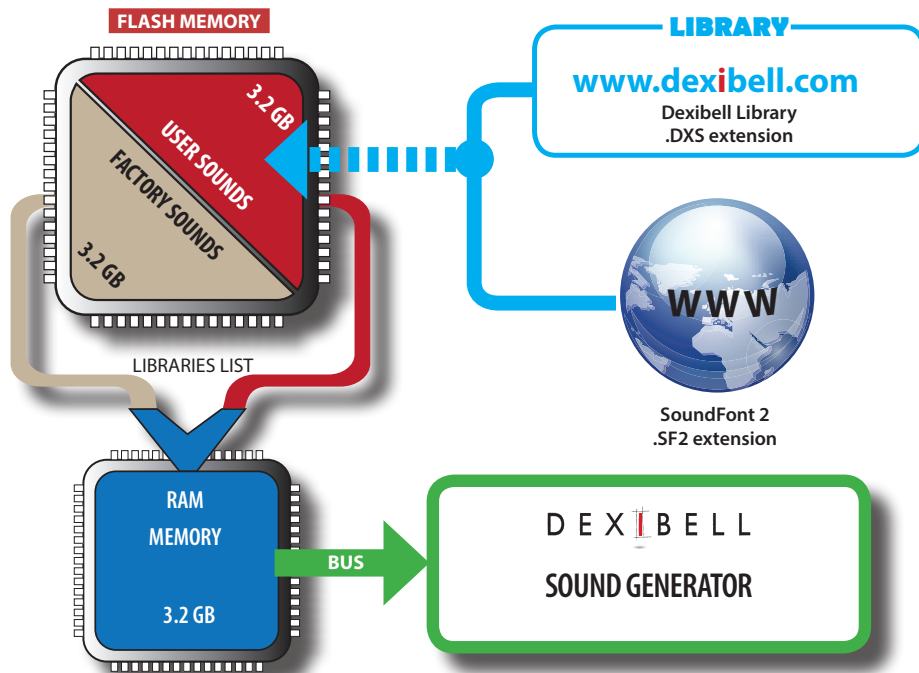 FLASH MEMORY
3.2 GB
USER SOUNDS
FACTORY SOUNDS
3.2 GB
LIBRARY
www.dexibell.com
Dexibell Library
.DXS extension
WWW
SoundFont 2
.SF2 extension
LIBRARIES LIST
RAM
MEMORY
3.2 GB
BUS
DEXIBELL
SOUND GENERATOR